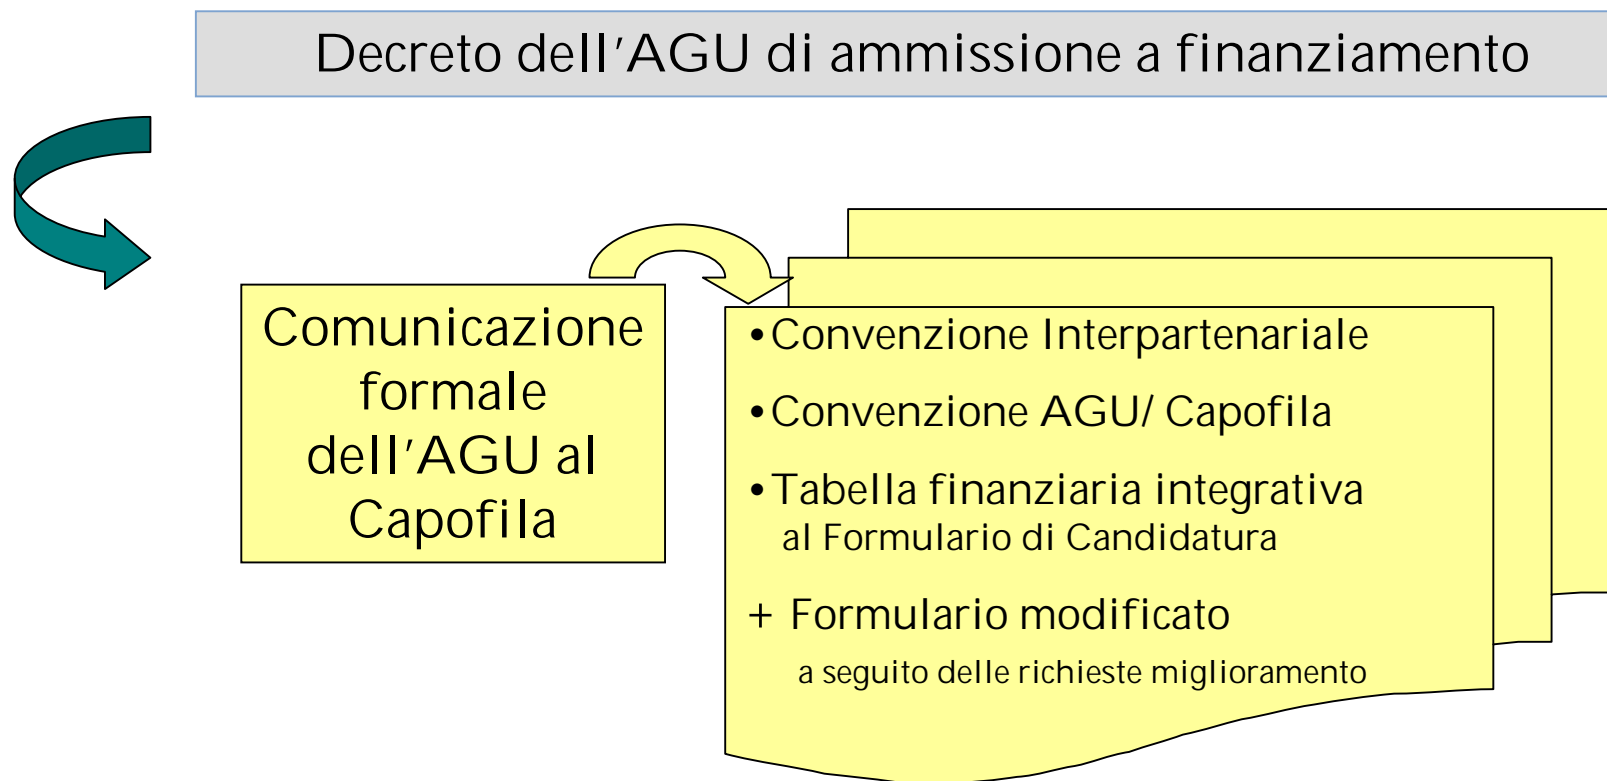 Decreto dell'AGU di ammissione a finanziamento
Comunicazione
formale
dell'AGU al
Capofila
•Convenzione Interpartenariale
•Convenzione AGU/ Capofila
•Tabella finanziaria integrativa
al Formulario di Candidatura
+ Formulario modificato
a seguito delle richieste miglioramento